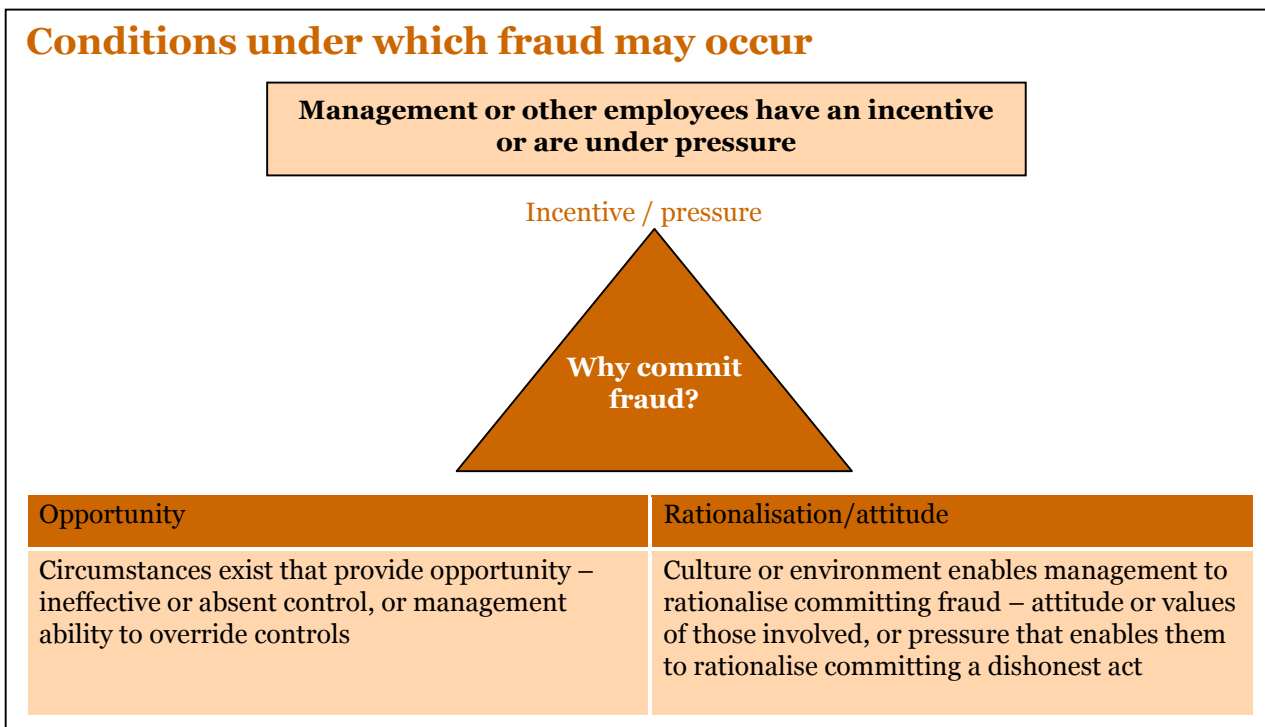 Conditions under which fraud may occur
Management or other employees have an incentive
or are under pressure
Incentive / pressure
Why commit
fraud?
Opportunity
Rationalisation/attitude
Circumstances exist that provide opportunity –
ineffective or absent control, or management
ability to override controls
Culture or environment enables management to
rationalise committing fraud – attitude or values
of those involved, or pressure that enables them
to rationalise committing a dishonest act